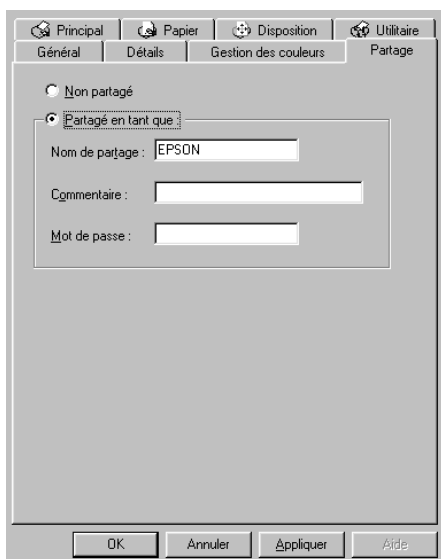 Principal Papier Disposition Utilitaire
Général Détails Gestion des couleurs Partage
Non partagé
Partagé en tant que :
Nom de partage : EPSON
Commentaire :
Mot de passe :
OK Annuler Appliquer Aide